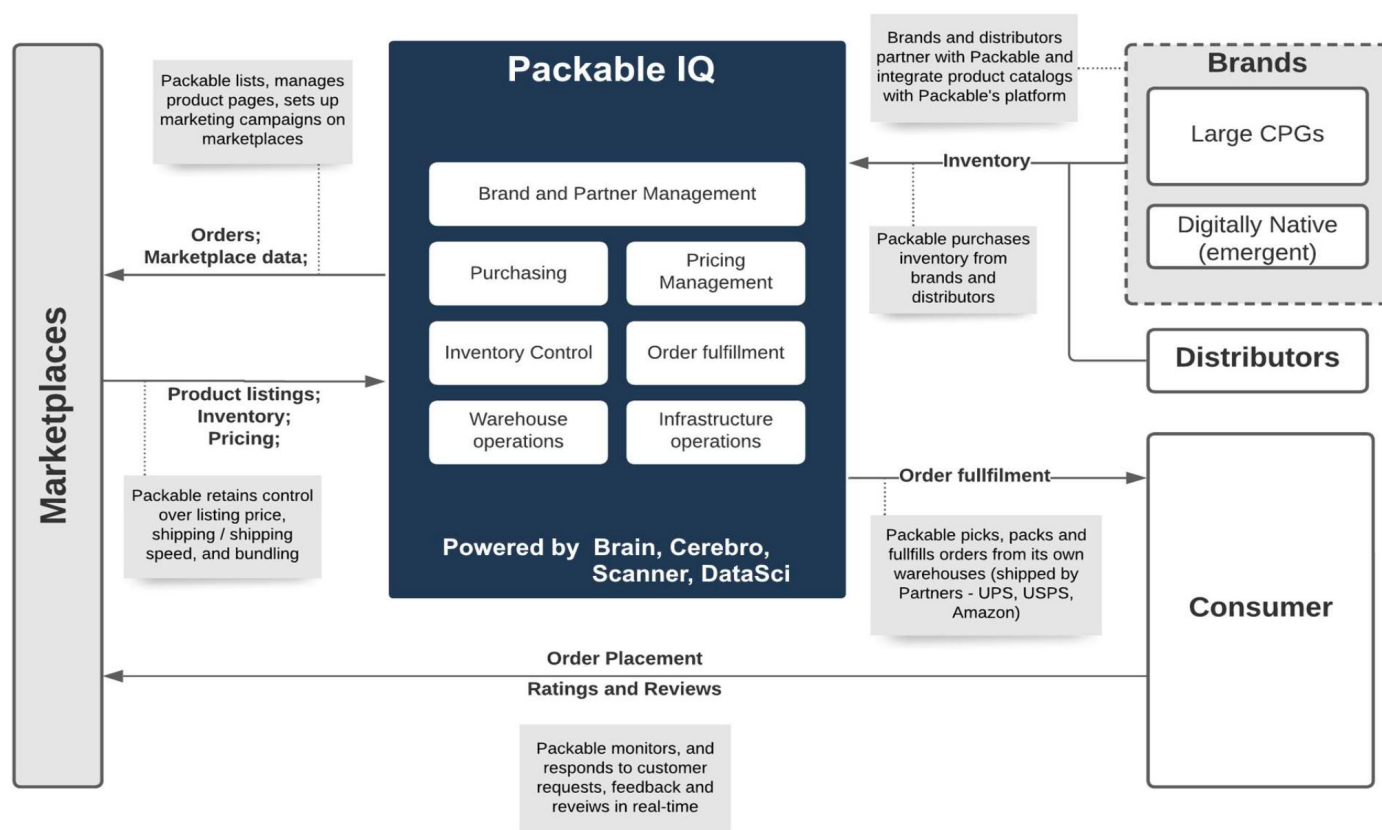 Packable IQ
Brand and Partner Management
Purchasing
Pricing
Management
Inventory Control
Order fulfillment
Warehouse
operations
Infrastructure
operations
Powered by Brain, Cerebro,
Scanner, DataSci
Marketplaces
Packable lists, manages
product pages, sets up
marketing campaigns on
marketplaces
Orders;
Marketplace data;
Product listings;
Inventory;
Pricing;
Packable retains control
over listing price,
shipping / shipping
speed, and bundling
Brands and distributors
partner with Packable and
integrate product catalogs
with Packable's platform
Brands
Large CPGs
Digitally Native
(emergent)
Inventory
Packable purchases
inventory from
brands and
distributors
Distributors
Order fullfilment
Packable picks, packs and
fullfills orders from its own
warehouses (shipped by
Partners - UPS, USPS,
Amazon)
Consumer
Order Placement
Ratings and Reviews
Packable monitors, and
responds to customer
requests, feedback and
reveiws in real-time